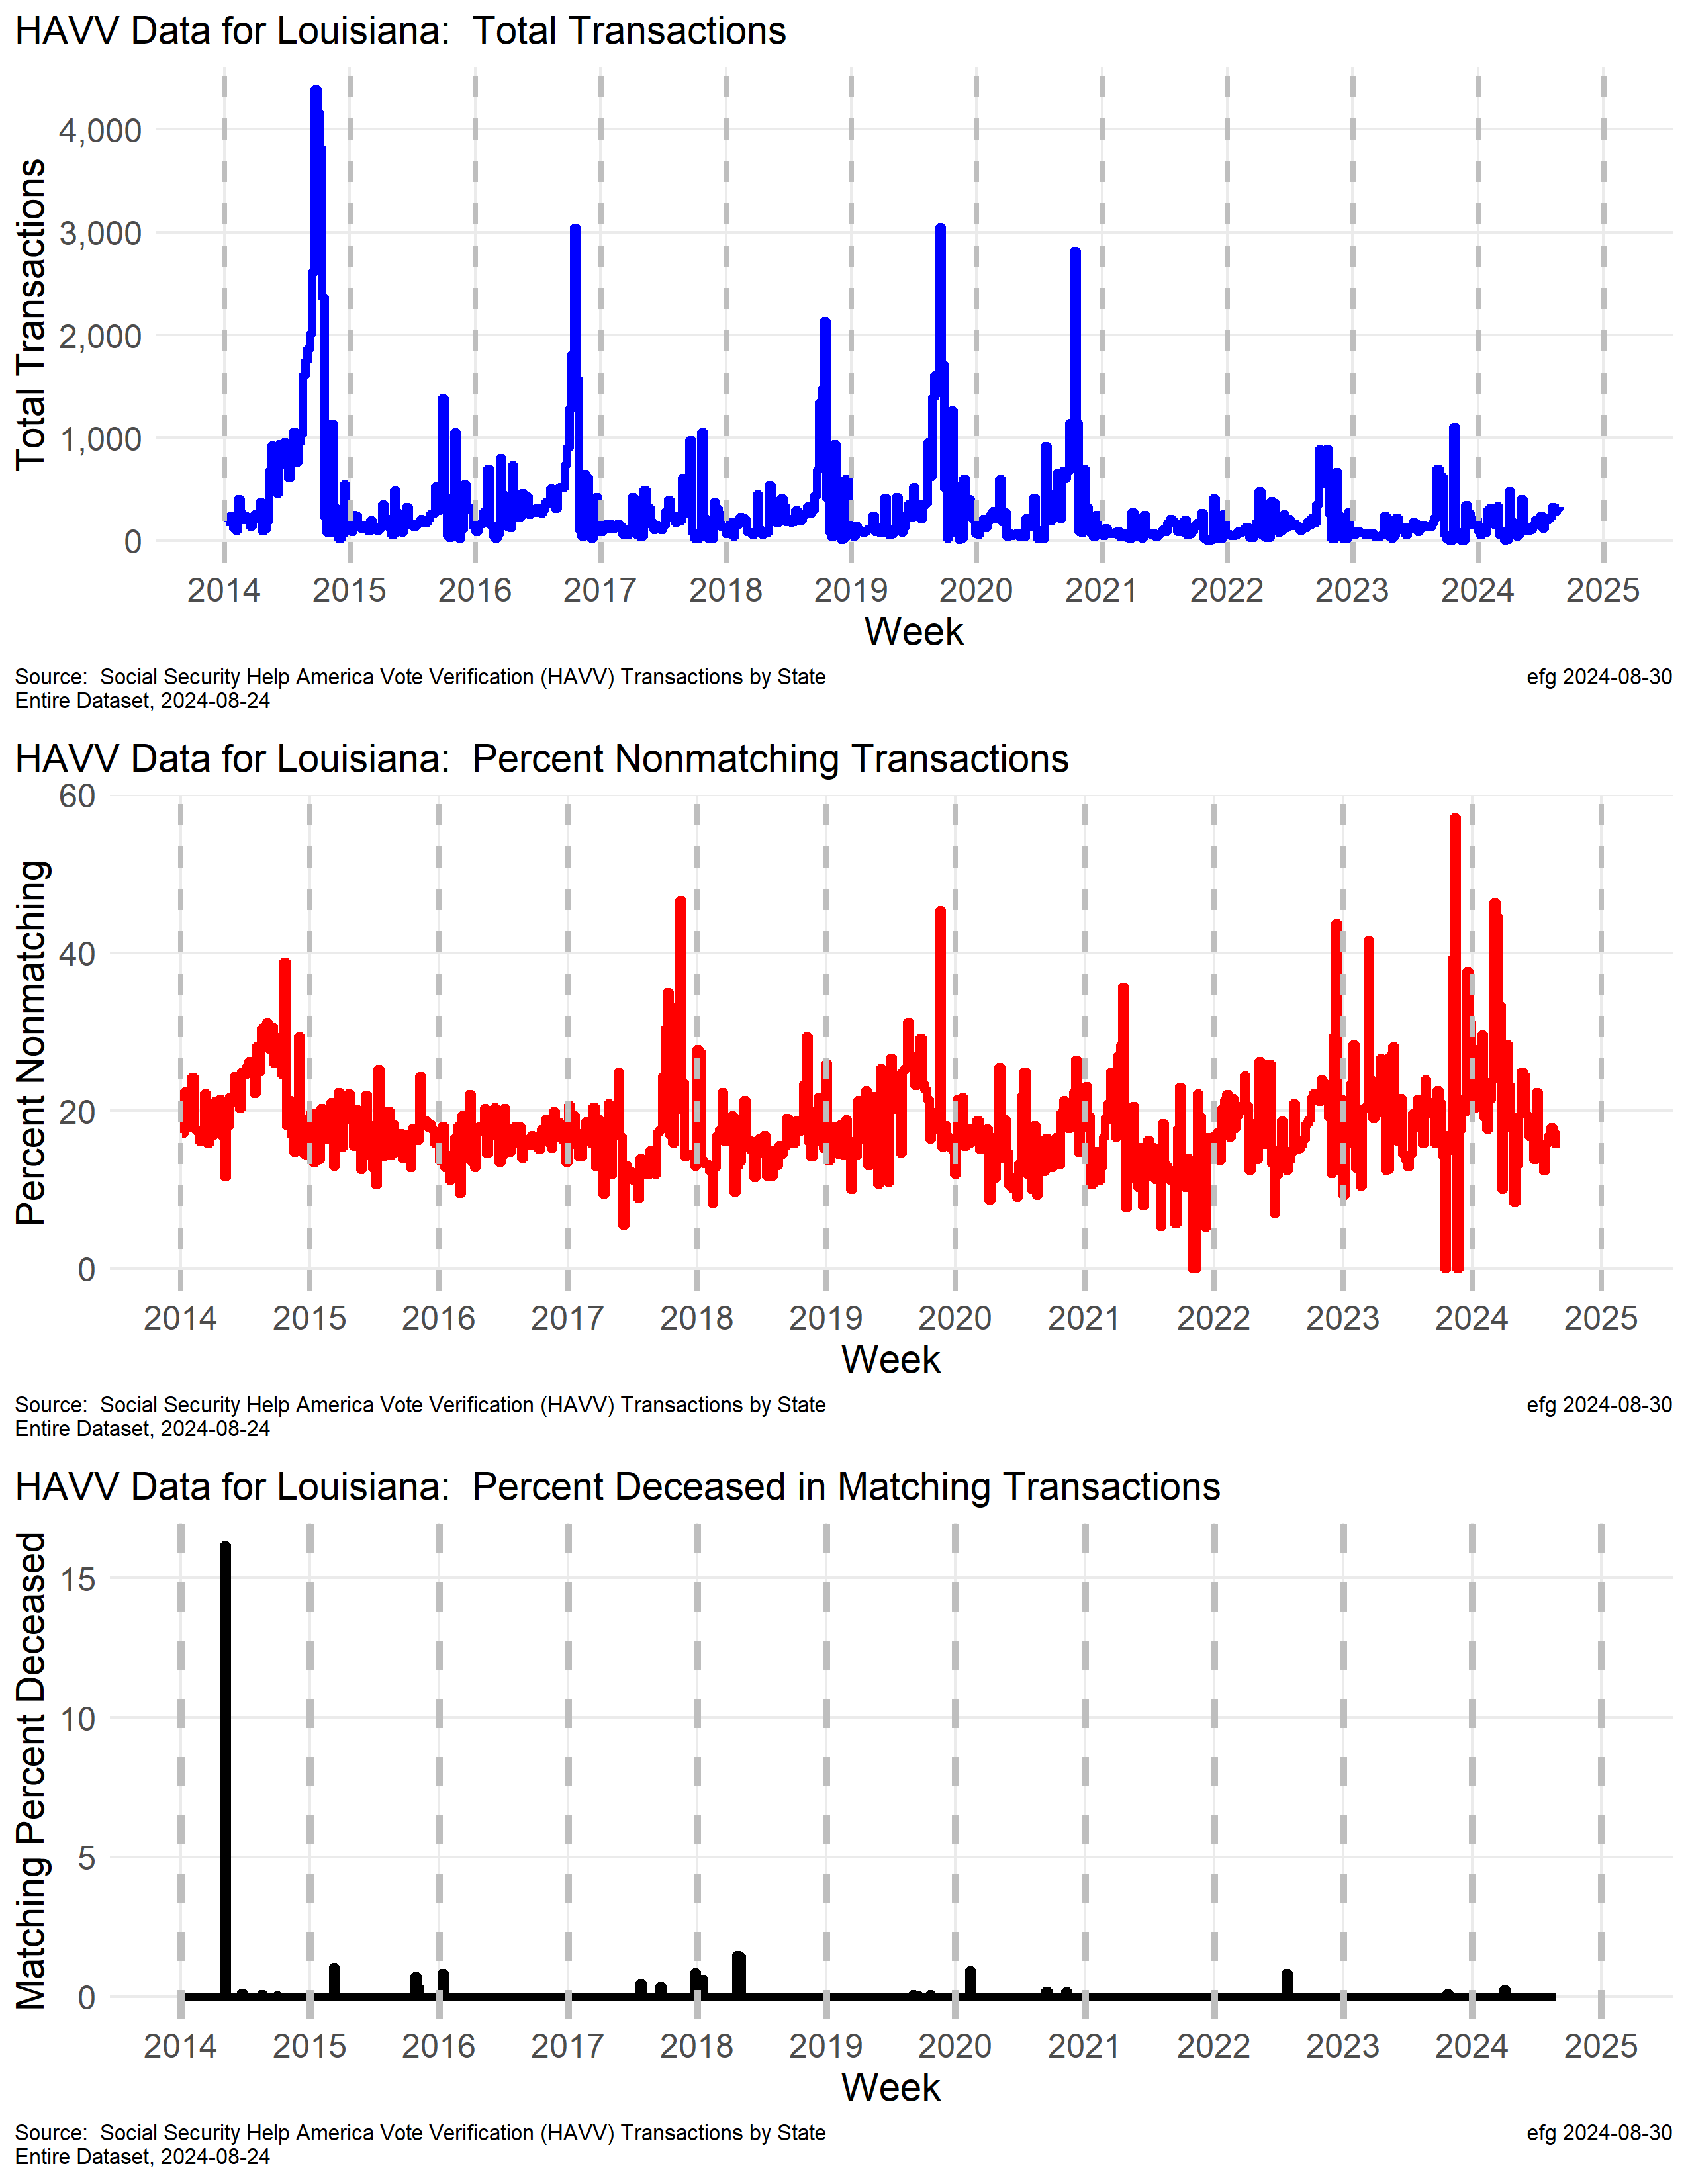 HAVV Data for Louisiana:  Total Transactions
Total Transactions
4,000
3,000
2,000
1,000
0
2014 2015 2016 2017 2018 2019 2020 2021 2022 2023 2024 2025
Week
Source:  Social Security Help America Vote Verification (HAVV) Transactions by State efg 2024-08-30
Entire Dataset, 2024-08-24
HAVV Data for Louisiana:  Percent Nonmatching Transactions
Percent Nonmatching
60
40
20
0
2014 2015 2016 2017 2018 2019 2020 2021 2022 2023 2024 2025
Week
Source:  Social Security Help America Vote Verification (HAVV) Transactions by State efg 2024-08-30
Entire Dataset, 2024-08-24
HAVV Data for Louisiana:  Percent Deceased in Matching Transactions
Matching Percent Deceased
15
10
5
0
2014 2015 2016 2017 2018 2019 2020 2021 2022 2023 2024 2025
Week
Source:  Social Security Help America Vote Verification (HAVV) Transactions by State efg 2024-08-30
Entire Dataset, 2024-08-24